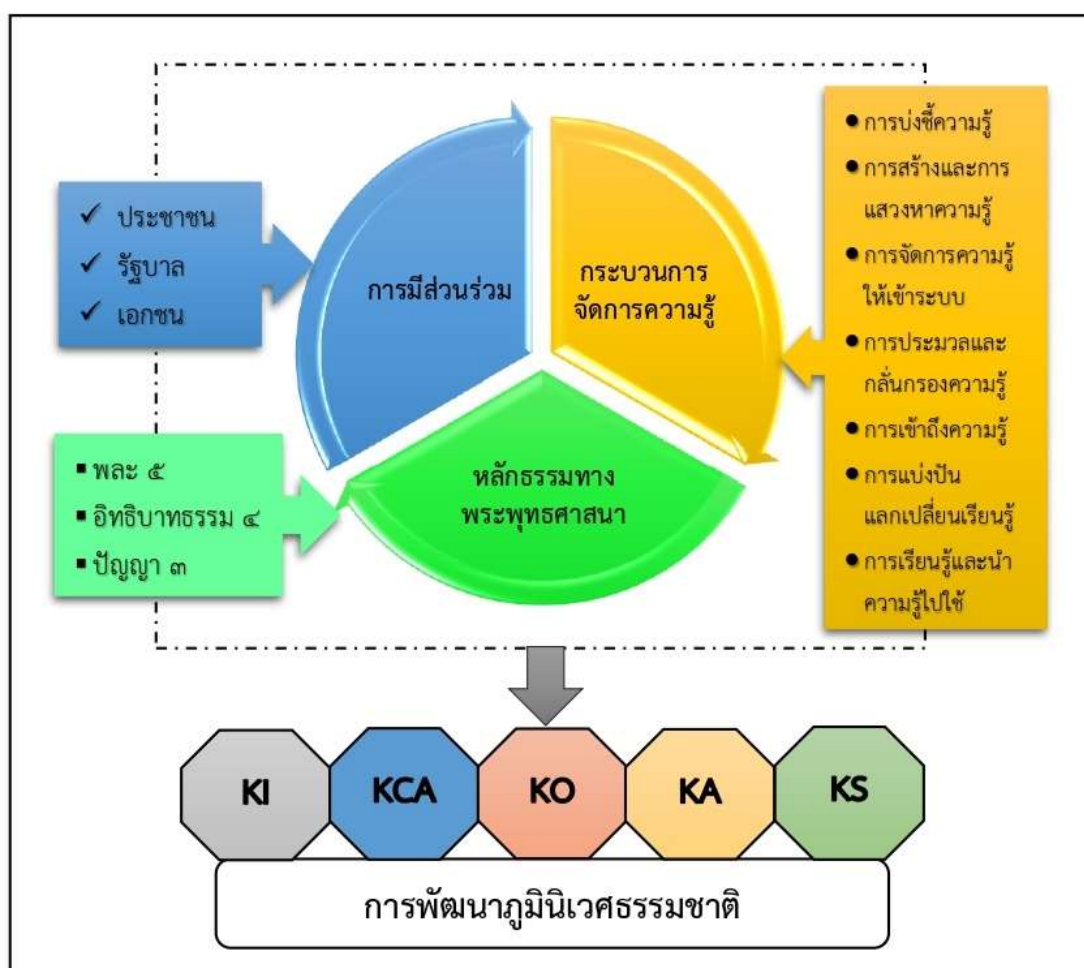 ประชาชน
รัฐบาล
เอกชน
การมีส่วนร่วม
กระบวนการ
จัดการความรู้
การบ่งชี้ความรู้
การสร้างและการ
แสวงหาความรู้
การจัดการความรู้
ให้เข้าระบบ
การประมวลและ
กลั่นกรองความรู้
การเข้าถึงความรู้
การแบ่งปัน
แลกเปลี่ยนเรียนรู้
การเรียนรู้และนำ
ความรู้ไปใช้
พละ ๕
อิทธิบาทธรรม ๔
ปัญญา ๓
หลักธรรมทาง
พระพุทธศาสนา
KI
KCA
KO
KA
KS
การพัฒนาภูมินิเวศธรรมชาติ